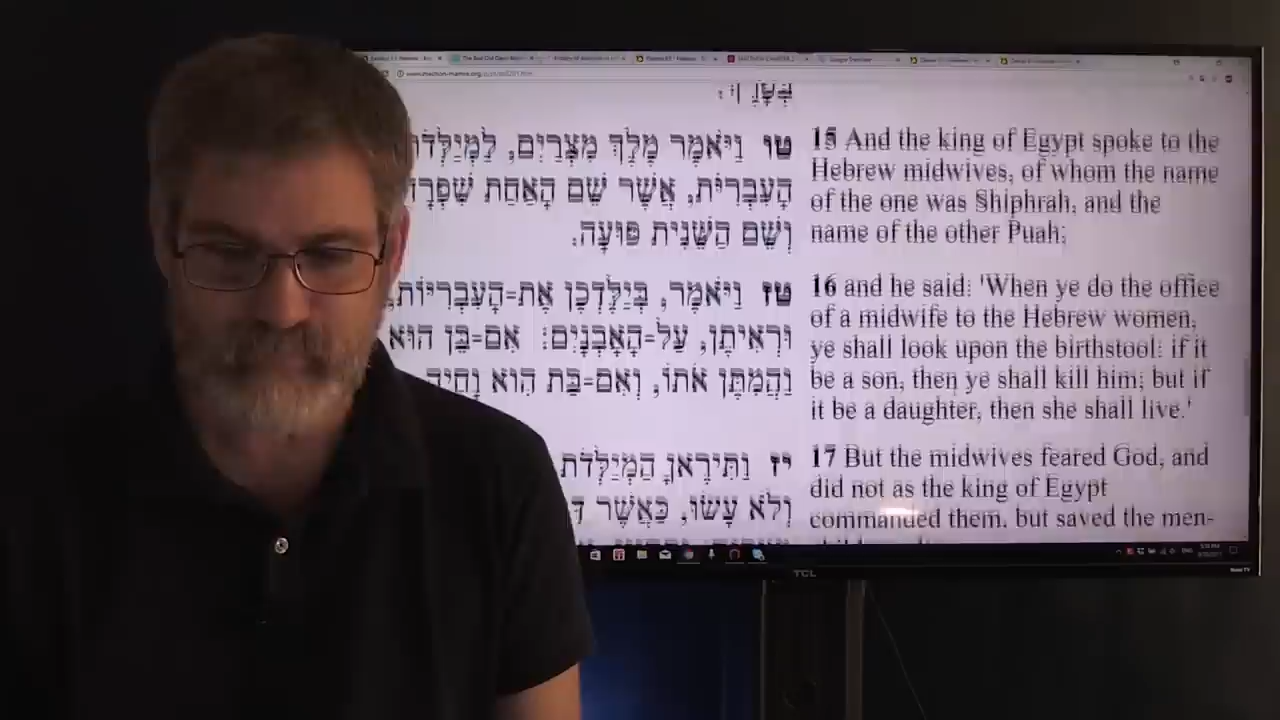 www.mechon-mamre.org
טו וַיֹּאמֶר מֶלֶךְ מִצְרַיִם, לַמְיַלְּדֹת
הָעִבְרִיֹּת, אֲשֶׁר שֵׁם הָאַחַת שִׁפְרָה
וְשֵׁם הַשֵּׁנִית פּוּעָה.
טז וַיֹּאמֶר, בְּיַלֶּדְכֶן אֶת=הָעִבְרִיּוֹת,
וּרְאִיתֶן, עַל=הָאָבְנָיִם: אִם=בֵּן הוּא
וַהֲמִתֶּן אֹתוֹ, וְאִם=בַּת הִוא וָחָיָה.
יז וַתִּירֶאןָ הַמְיַלְּדֹת
וְלֹא עָשׂוּ, כַּאֲשֶׁר
15 And the king of Egypt spoke to the
Hebrew midwives, of whom the name
of the one was Shiphrah, and the
name of the other Puah;
16 and he said: 'When ye do the office
of a midwife to the Hebrew women,
ye shall look upon the birthstool: if it
be a son, then ye shall kill him; but if
it be a daughter, then she shall live.'
17 But the midwives feared God, and
did not as the king of Egypt
commanded them, but saved the men-
TCL